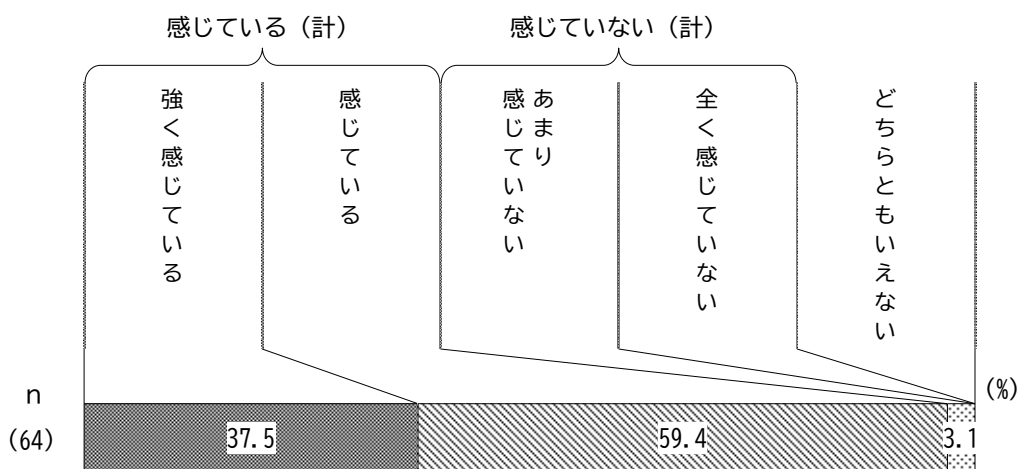 感じている（計）
感じていない（計）
強く感じている
感じている
あまり
感じていない
全く感じていない
どちらともいえない
n
(64)
37.5
59.4
3.1
(%)